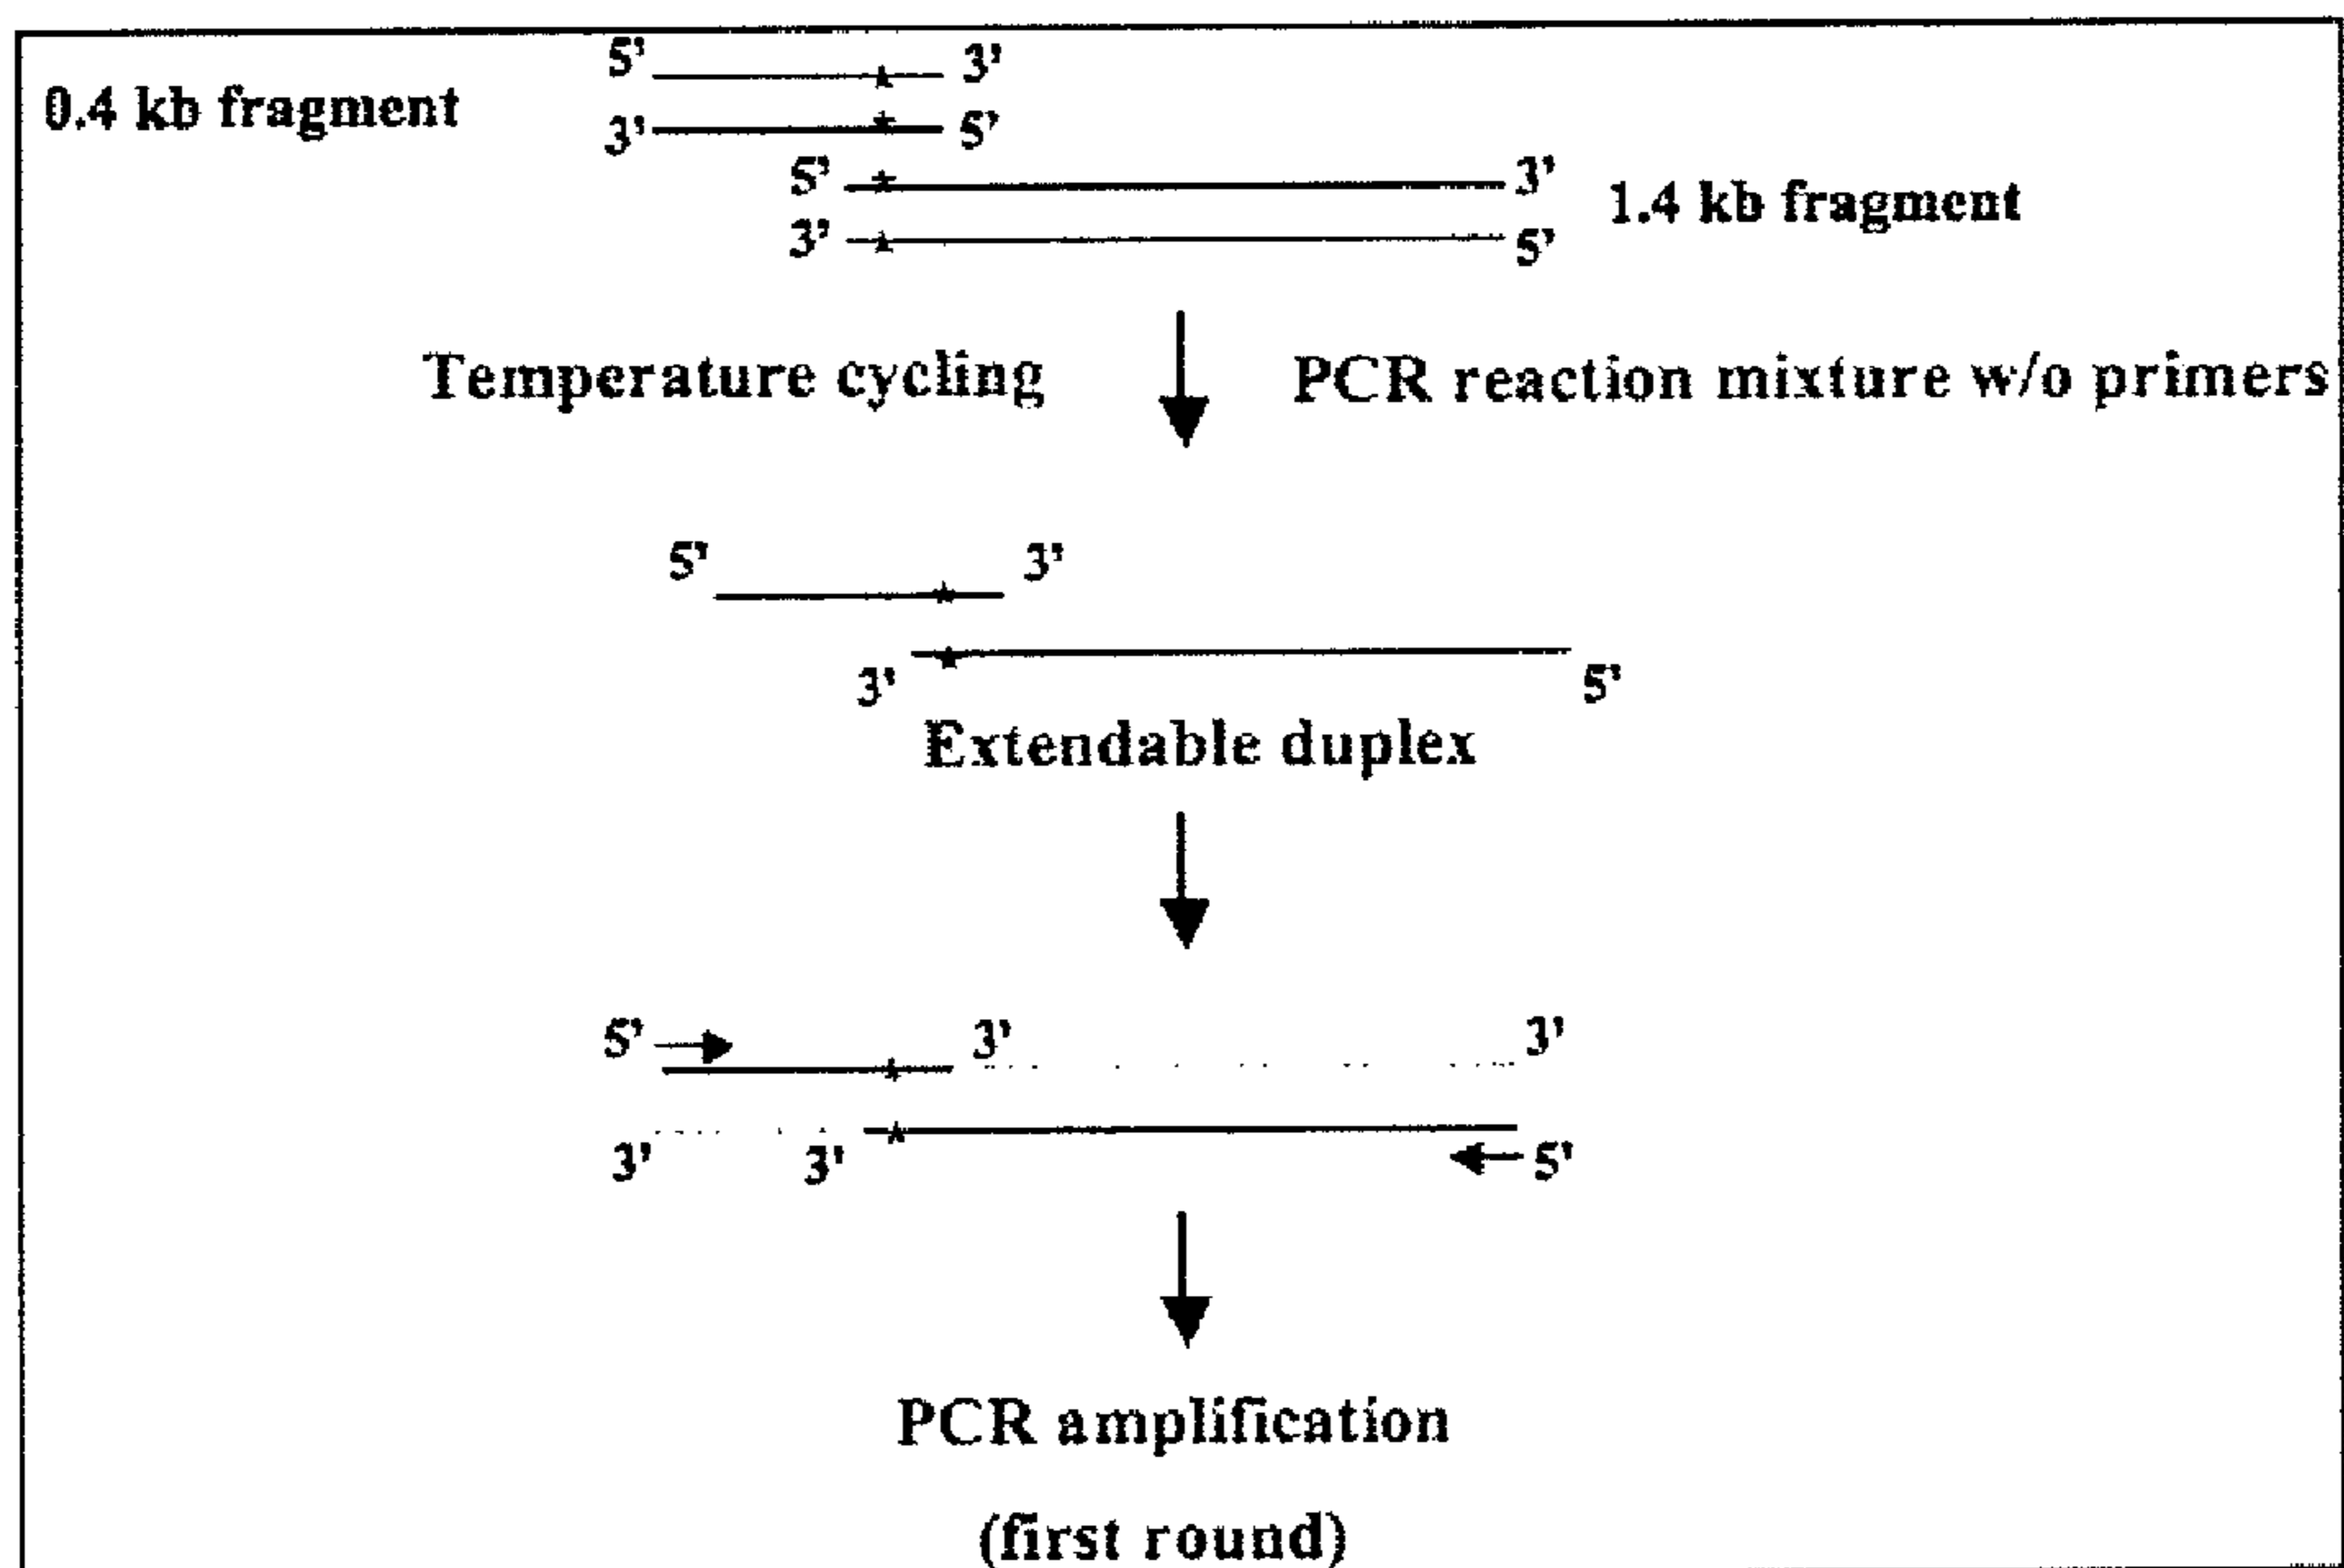 5' 3'
0.4 kb fragment
3' 5'
5' 3'
1.4 kb fragment
3' 5'
Temperature cycling PCR reaction mixture w/o primers
5' 3'
3' 5'
Extendable duplex
5' 3' 3'
3' 3' 5'
PCR amplification
(first round)